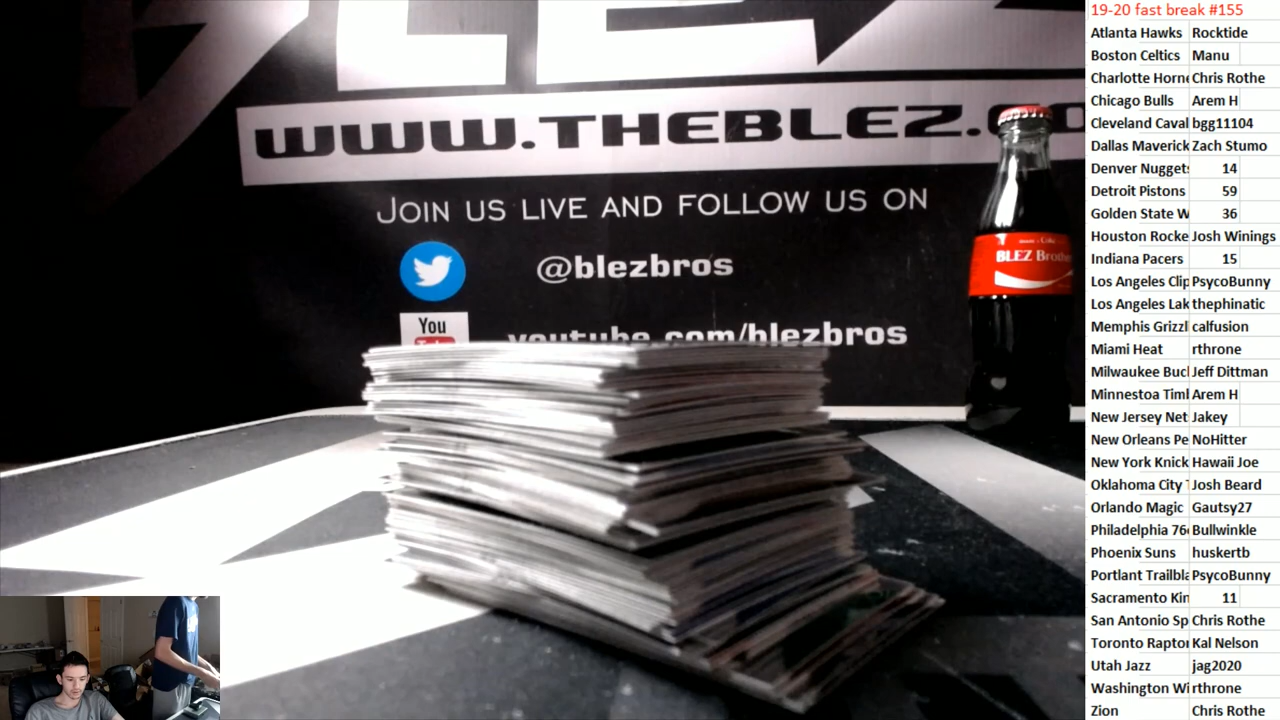 BLEZ
WWW.THEBLEZ.CO
JOIN US LIVE AND FOLLOW US ON
@blezbros
You
youtube.com/blezbros
BLEZ Broth
19-20 fast break #155
Atlanta Hawks Rocktide
Boston Celtics Manu
Charlotte Horne Chris Rothe
Chicago Bulls Arem H
Cleveland Caval bgg11104
Dallas Maverick Zach Stumo
Denver Nuggets 14
Detroit Pistons 59
Golden State W 36
Houston Rocke Josh Winings
Indiana Pacers 15
Los Angeles Clip PsycoBunny
Los Angeles Lak thephinatic
Memphis Grizzl calfusion
Miami Heat rthrone
Milwaukee Buc Jeff Dittman
Minnestoa Timl Arem H
New Jersey Net Jakey
New Orleans Pe NoHitter
New York Knick Hawaii Joe
Oklahoma City T Josh Beard
Orlando Magic Gautsy27
Philadelphia 76 Bullwinkle
Phoenix Suns huskertb
Portlant Trailbla PsycoBunny
Sacramento Kin 11
San Antonio Sp Chris Rothe
Toronto Rapto Kal Nelson
Utah Jazz jag2020
Washington Wi rthrone
Zion Chris Rothe